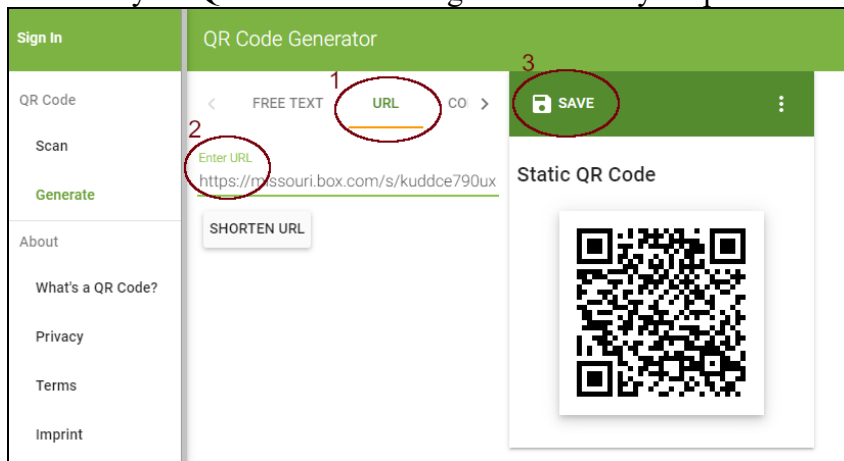 Sign In
QR Code Generator
QR Code
Scan
Generate
About
What's a QR Code?
Privacy
Terms
Imprint
1
FREE TEXT URL CO
2
Enter URL
https://missouri.box.com/s/kuddce790ux
SHORTEN URL
3
SAVE
Static QR Code